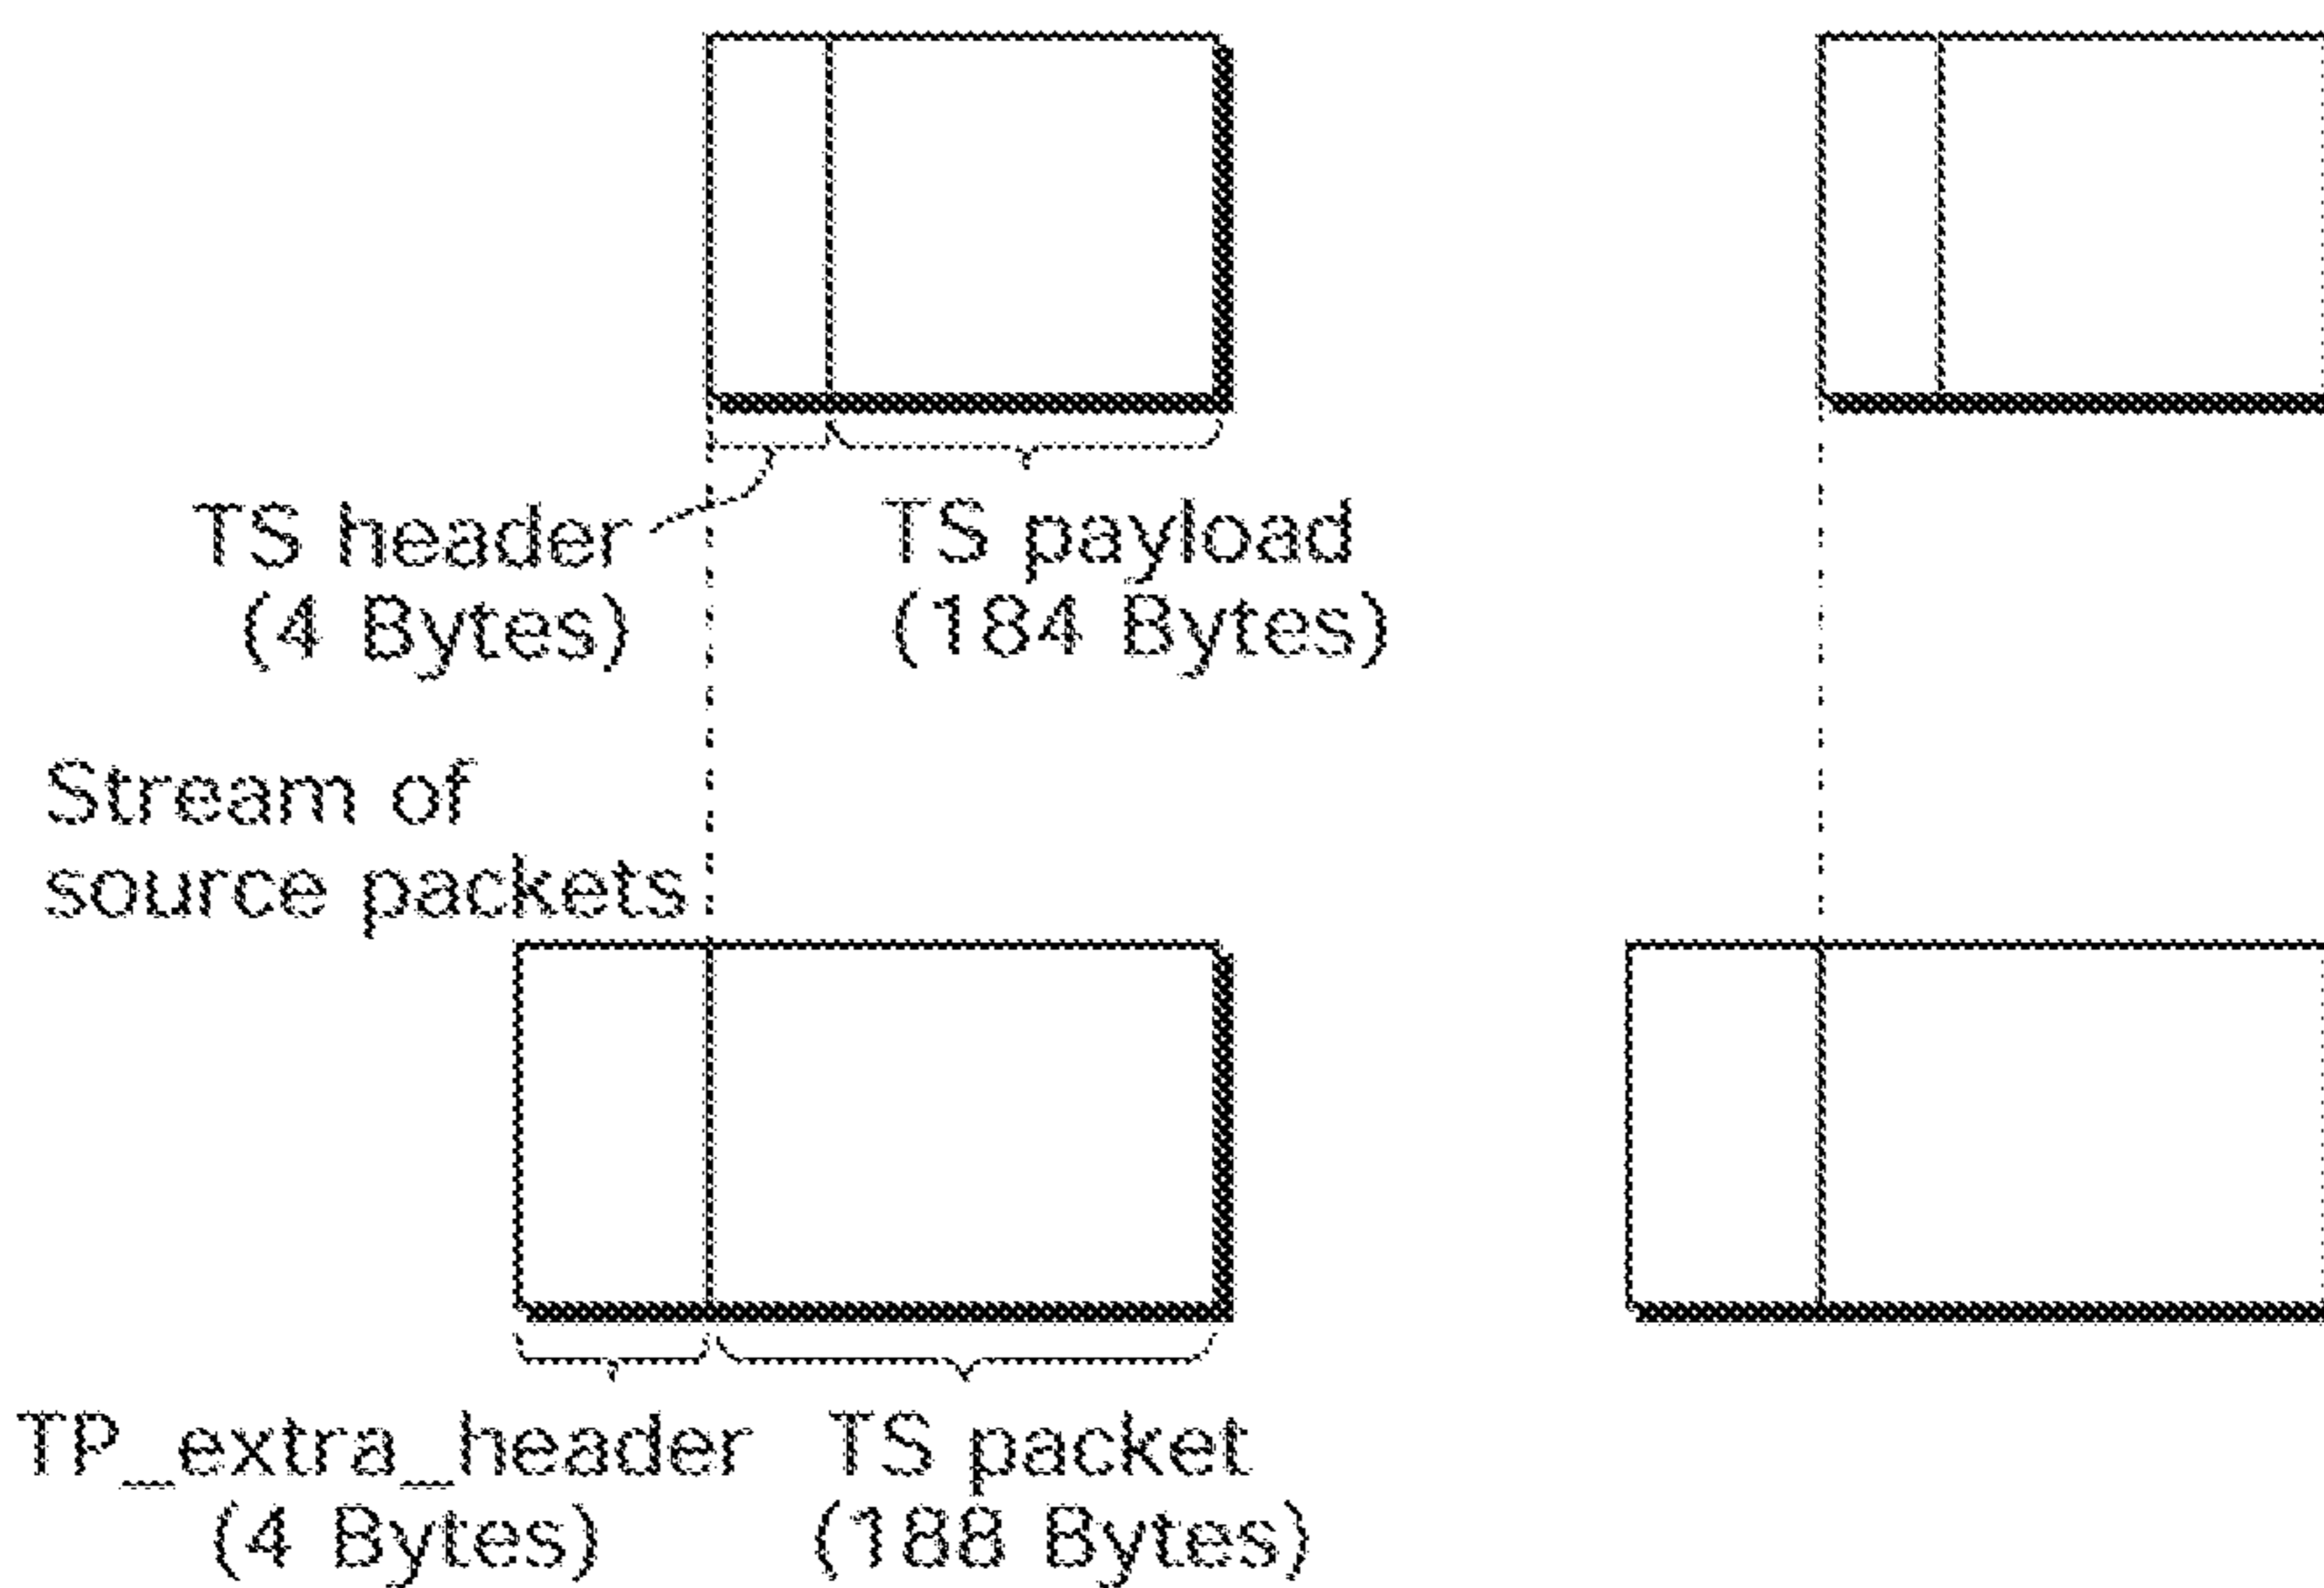 TS header
(4 Bytes)
TS payload
(184 Bytes)
Stream of
source packets
TP_extra_header
(4 Bytes)
TS packet
(188 Bytes)